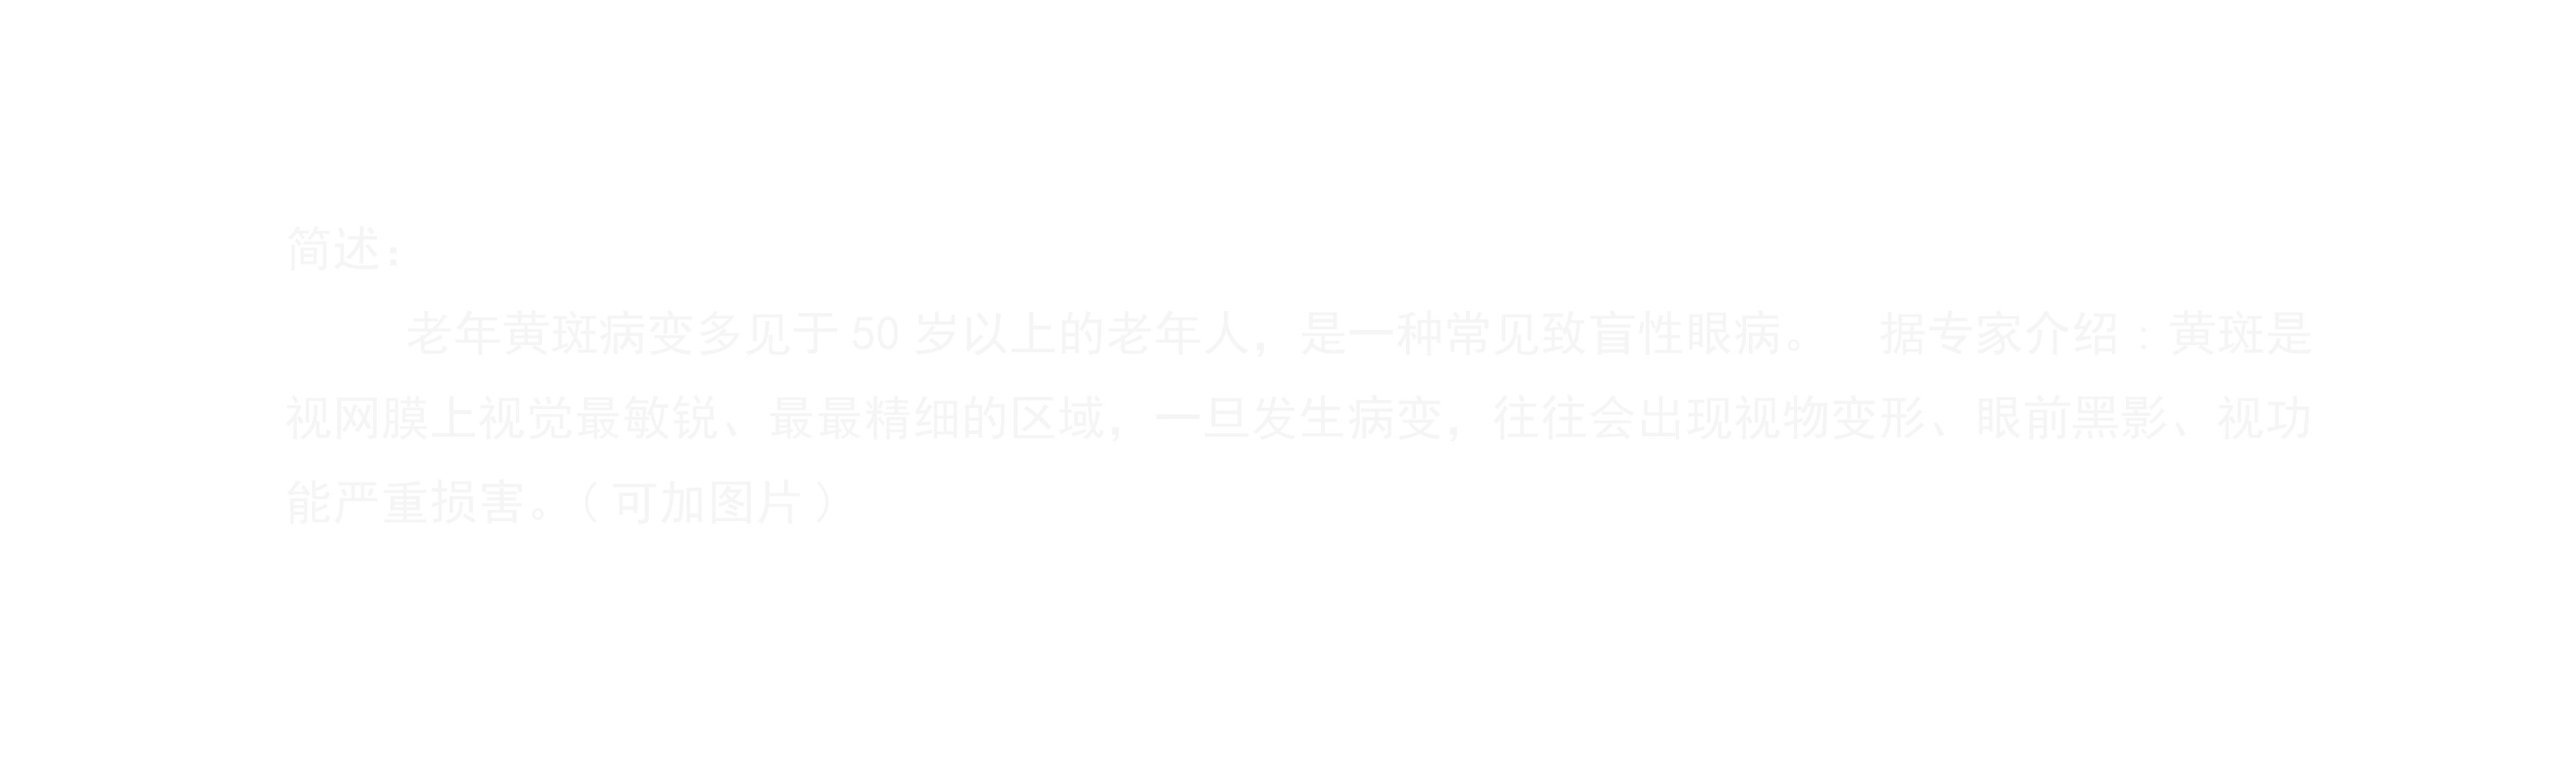 简述：
老年黄斑病变多见于 50 岁以上的老年人，是一种常见致盲性眼病。　据专家介绍：黄斑是
视网膜上视觉最敏锐、最最精细的区域，一旦发生病变，往往会出现视物变形、眼前黑影、视功
能严重损害。（可加图片）